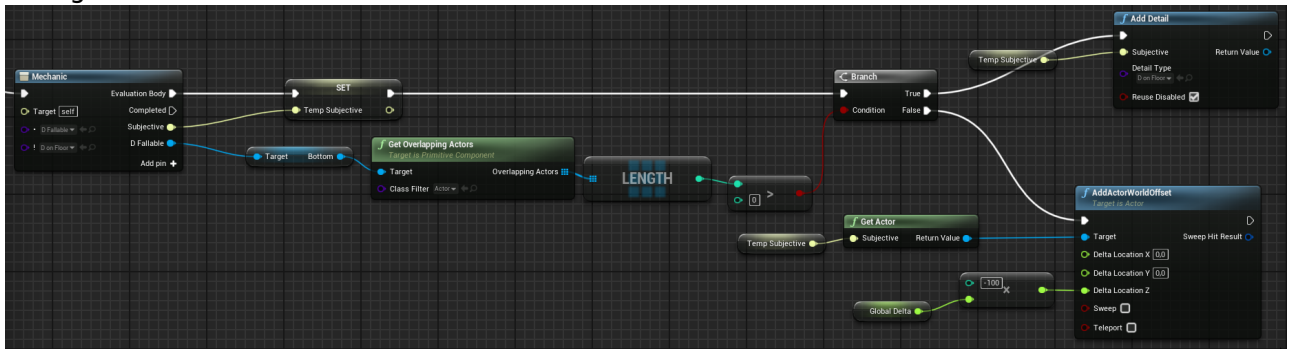 Mechanic
Evaluation Body
Target self
Completed
Subjective
- D Fallable
D Fallable
! D on Floor
Add pin +
SET
Temp Subjective
Target Bottom
f Get Overlapping Actors
Target is Primitive Component
Target
Overlapping Actors
Class Filter Actor
LENGTH
0 >
Branch
True
Condition
False
Temp Subjective
f Add Detail
Subjective
Return Value
Detail Type
D on Floor
Reuse Disabled
Temp Subjective
f Get Actor
Subjective
Return Value
Global Delta
-100 ×
f AddActorWorldOffset
Target is Actor
Target
Sweep Hit Result
Delta Location X 0,0
Delta Location Y 0,0
Delta Location Z
Sweep
Teleport